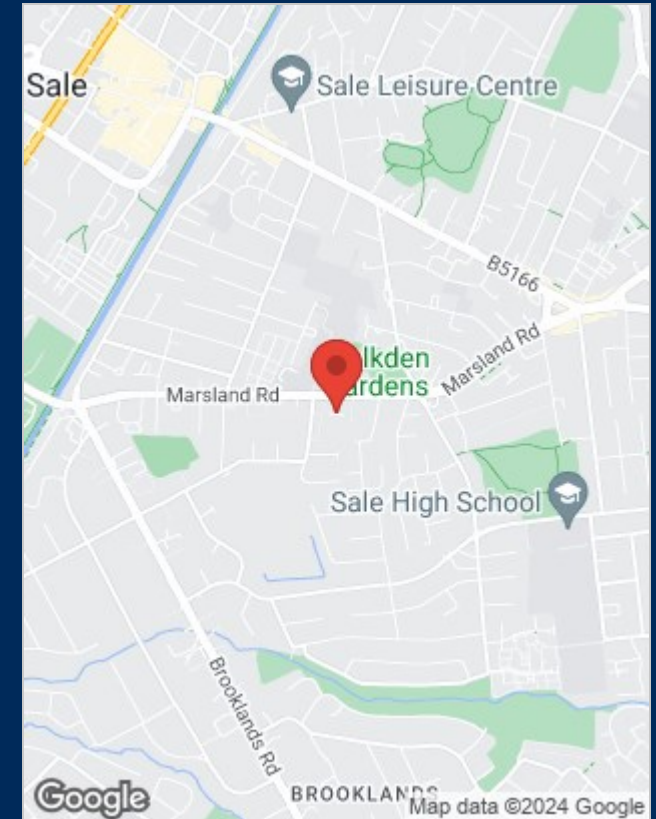 Sale
Sale Leisure Centre
B5166
lkden
ardens
Marsland Rd
Marsland Rd
Sale High School
Brooklands Rd
BROOKLANDS
Google
Map data ©2024 Google